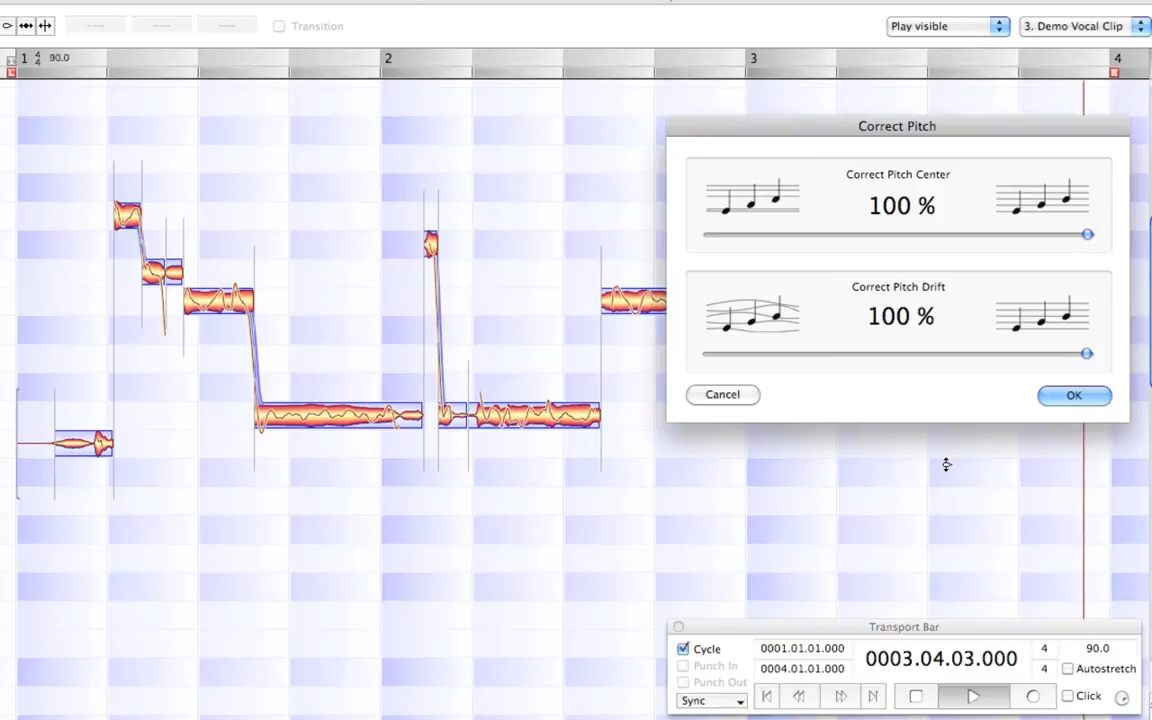 --- --- --- Transition Play visible 3. Demo Vocal Clip
1 4 4 90.0 2 3 4
Correct Pitch
Correct Pitch Center
100 %
Correct Pitch Drift
100 %
Cancel OK
Transport Bar
Cycle 0001.01.01.000 0003.04.03.000 4 90.0
Punch In 0004.01.01.000 4 Autostretch
Punch Out
Sync Click